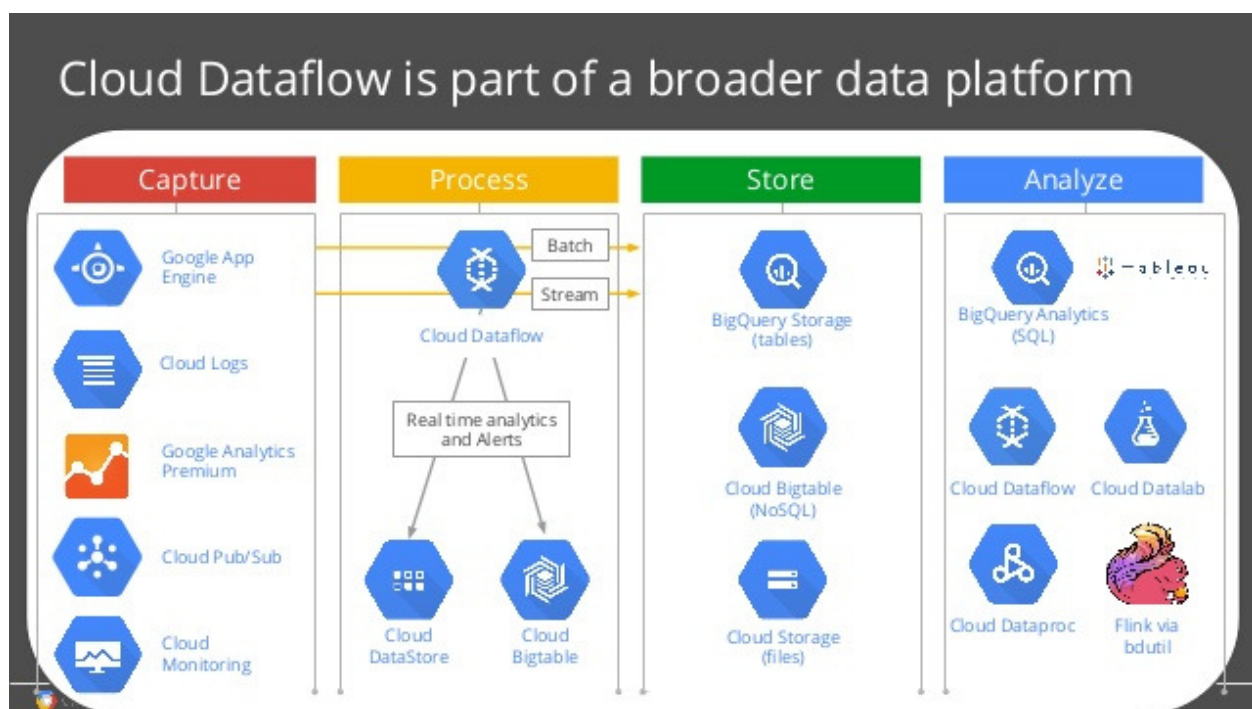 Cloud Dataflow is part of a broader data platform
Capture
Google App
Engine
Cloud Logs
Google Analytics
Premium
Cloud Pub/Sub
Cloud
Monitoring
Process
Batch
Stream
Cloud Dataflow
Real time analytics
and Alerts
Cloud
DataStore
Cloud
Bigtable
Store
BigQuery Storage
(tables)
Cloud Bigtable
(NoSQL)
Cloud Storage
(files)
Analyze
BigQuery Analytics
(SQL)
Cloud Dataflow
Cloud Datalab
Cloud Dataproc
Flink via
bdutil